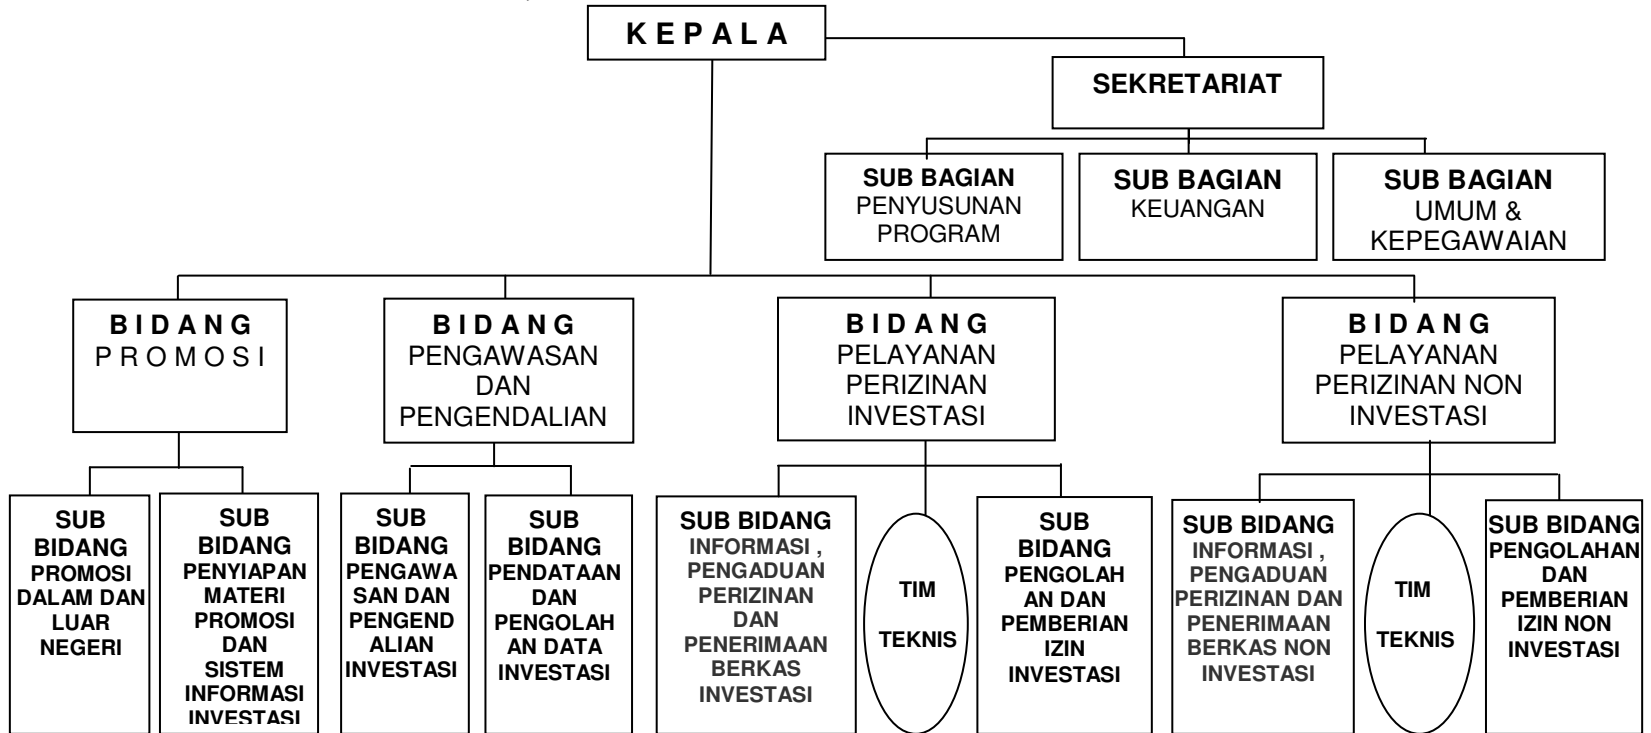 K E P A L A
SEKRETARIAT
SUB BAGIAN
PENYUSUNAN
PROGRAM
SUB BAGIAN
KEUANGAN
SUB BAGIAN
UMUM &
KEPEGAWAIAN
B I D A N G
P R O M O S I
B I D A N G
PENGAWASAN
DAN
PENGENDALIAN
B I D A N G
PELAYANAN
PERIZINAN
INVESTASI
B I D A N G
PELAYANAN
PERIZINAN NON
INVESTASI
SUB
BIDANG
PROMOSI
DALAM DAN
LUAR
NEGERI
SUB
BIDANG
PENYIAPAN
MATERI
PROMOSI
DAN
SISTEM
INFORMASI
INVESTASI
SUB
BIDANG
PENGAWA
SAN DAN
PENGEND
ALIAN
INVESTASI
SUB
BIDANG
PENDATAAN
DAN
PENGOLAH
AN DATA
INVESTASI
SUB BIDANG
INFORMASI ,
PENGADUAN
PERIZINAN
DAN
PENERIMAAN
BERKAS
INVESTASI
TIM
TEKNIS
SUB
BIDANG
PENGOLAH
AN DAN
PEMBERIAN
IZIN
INVESTASI
SUB BIDANG
INFORMASI ,
PENGADUAN
PERIZINAN DAN
PENERIMAAN
BERKAS NON
INVESTASI
TIM
TEKNIS
SUB BIDANG
PENGOLAHAN
DAN
PEMBERIAN
IZIN NON
INVESTASI